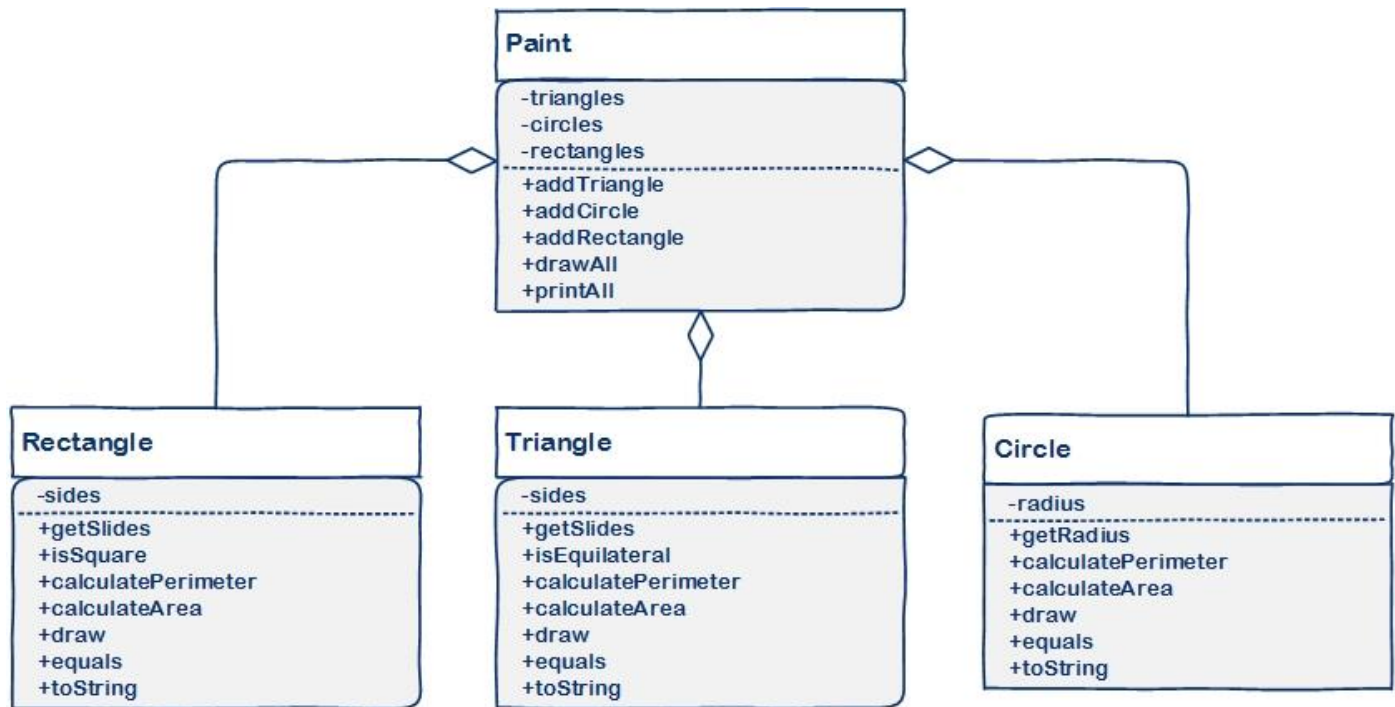 Paint
-triangles
-circles
-rectangles
+addTriangle
+addCircle
+addRectangle
+drawAll
+printAll
Rectangle
-sides
+getSlides
+isSquare
+calculatePerimeter
+calculateArea
+draw
+equals
+toString
Triangle
-sides
+getSlides
+isEquilateral
+calculatePerimeter
+calculateArea
+draw
+equals
+toString
Circle
-radius
+getRadius
+calculatePerimeter
+calculateArea
+draw
+equals
+toString